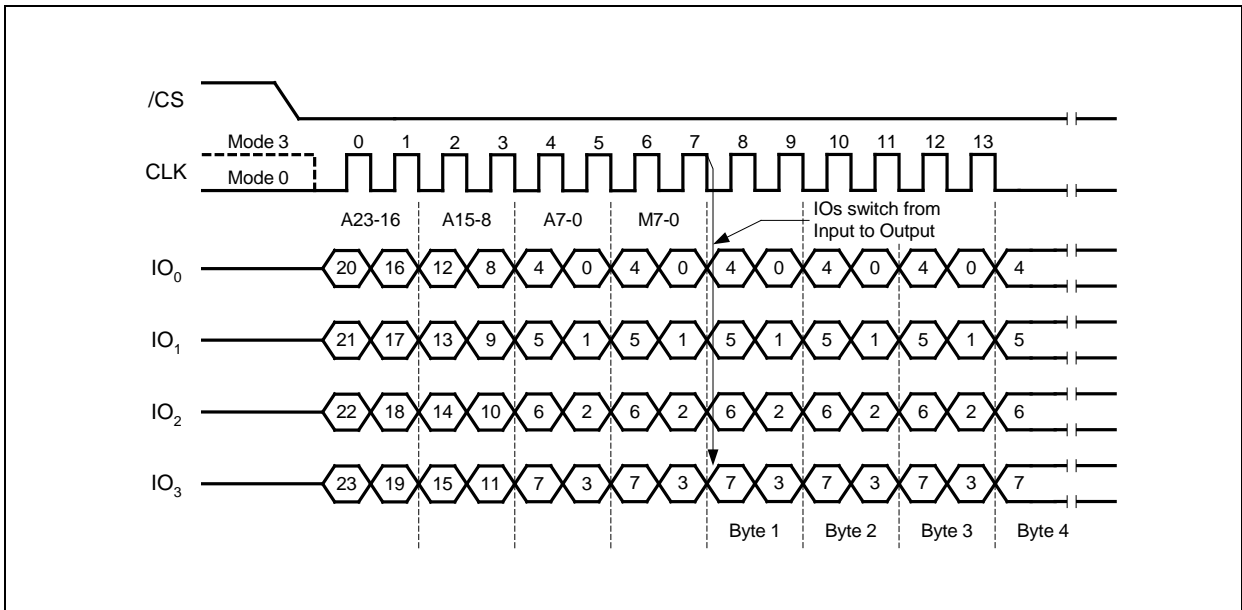 /CS
Mode 3 0 1 2 3 4 5 6 7 8 9 10 11 12 13
CLK
Mode 0
A23-16 A15-8 A7-0 M7-0
IOs switch from
Input to Output
IO0 20 16 12 8 4 0 4 0 4 0 4 0 4 0 4
IO1 21 17 13 9 5 1 5 1 5 1 5 1 5 1 5
IO2 22 18 14 10 6 2 6 2 6 2 6 2 6 2 6
IO3 23 19 15 11 7 3 7 3 7 3 7 3 7 3 7
Byte 1 Byte 2 Byte 3 Byte 4